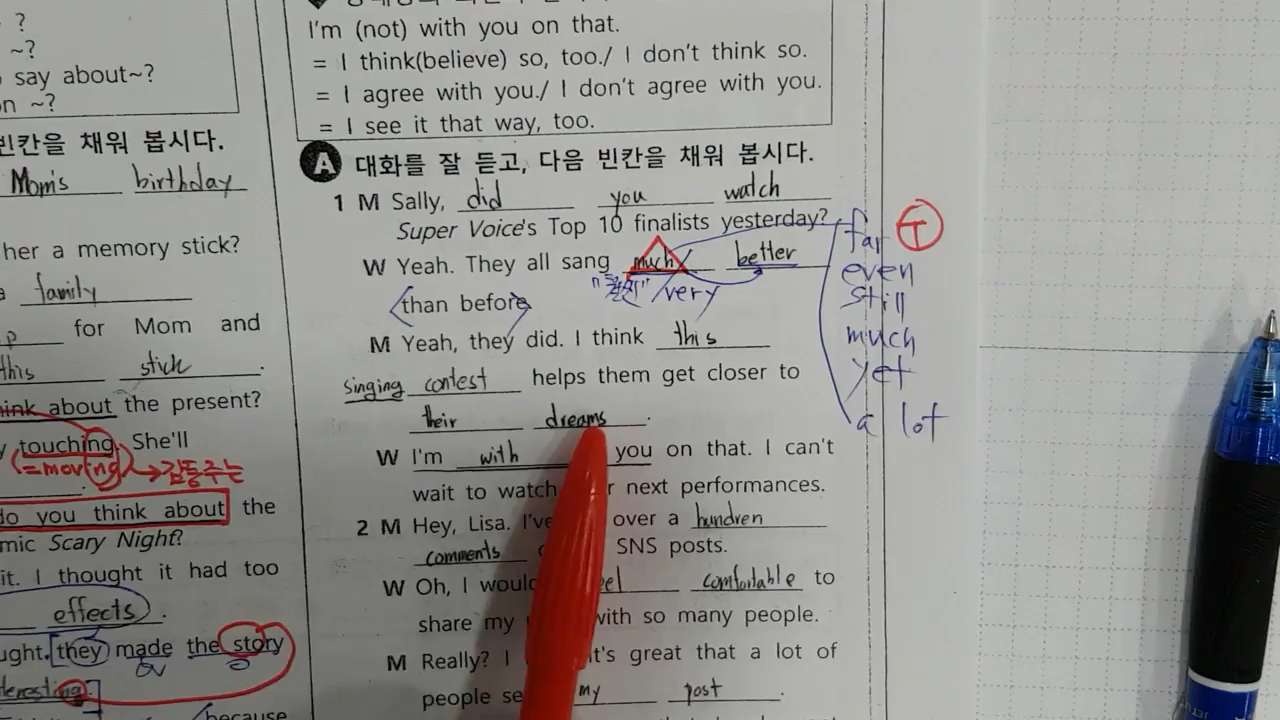 ?
~?
say about~?
on ~?
빈칸을 채워 봅시다.
Mom's birthday
her a memory stick?
a family
p for Mom and
this stick.
think about the present?
touching. She'll
(=moving) → 감동주는
do you think about the
mic Scary Night?
it. I thought it had too
effects.
ught. they made the story
OV O
because
I'm (not) with you on that.
= I think(believe) so, too./ I don't think so.
= I agree with you./ I don't agree with you.
= I see it that way, too.
A 대화를 잘 듣고, 다음 빈칸을 채워 봅시다.
1 M Sally, did you watch
Super Voice's Top 10 finalists yesterday?
W Yeah. They all sang much better
"훨씬" very
than before
M Yeah, they did. I think this
singing contest helps them get closer to
their dreams.
W I'm with you on that. I can't
wait to watch next performances.
2 M Hey, Lisa. I've over a hundren
comments SNS posts.
W Oh, I would comfortable to
share my with so many people.
M Really? I it's great that a lot of
people my post.
far T
even
still
much
yet
a lot